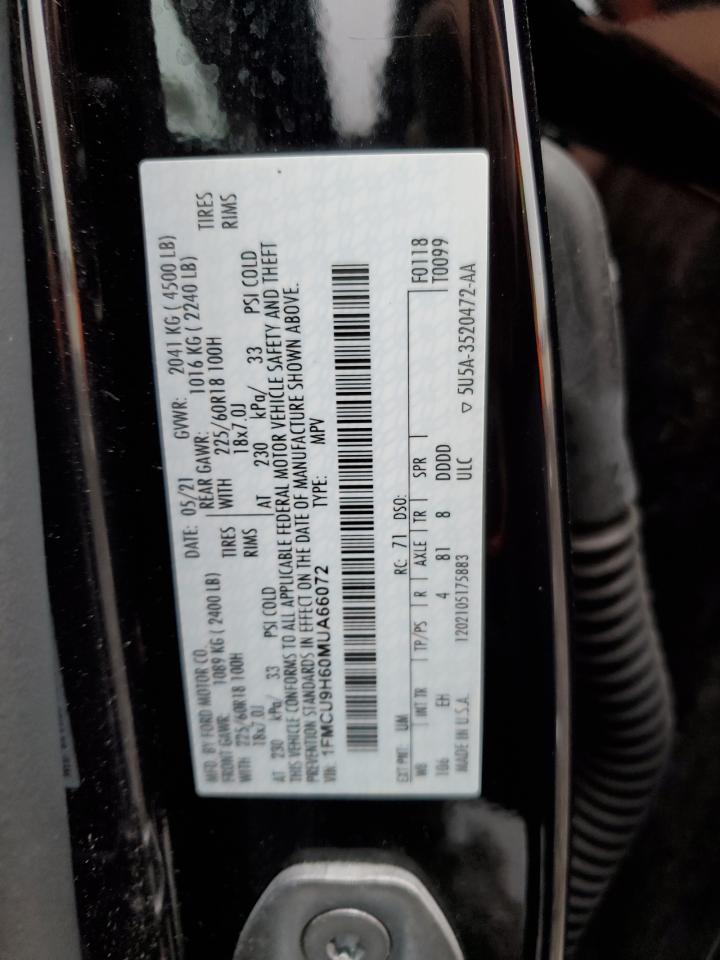 MFD. BY FORD MOTOR CO.
DATE: 05/21 GVWR: 2041 KG ( 4500 LB)
FRONT GAWR: 1089 KG ( 2400 LB) REAR GAWR: 1016 KG ( 2240 LB)
WITH 225/60R18 100H TIRES WITH 225/60R18 100H TIRES
18x7.0J RIMS 18x7.0J RIMS
AT 230 kPa/ 33 PSI COLD AT 230 kPa/ 33 PSI COLD
THIS VEHICLE CONFORMS TO ALL APPLICABLE FEDERAL MOTOR VEHICLE SAFETY AND THEFT
PREVENTION STANDARDS IN EFFECT ON THE DATE OF MANUFACTURE SHOWN ABOVE.
VIN: 1FMCU9H60MUA66072 TYPE: MPV
EXT PNT: UM RC: 71 DSO: F0118
WB INT TR TP/PS R AXLE TR SPR T0099
106 EH 4 81 8 DDDD
MADE IN U.S.A. 1202105175883 ULC ▽ 5U5A-3520472-AA